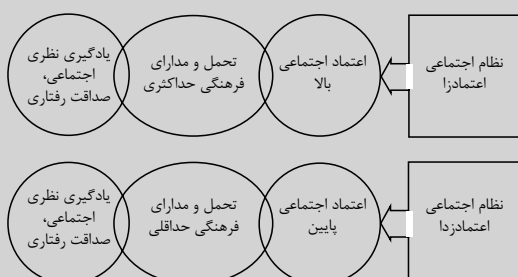 نظام اجتماعی
اعتمادزا
اعتماد اجتماعی
بالا
تحمل و مدارای
فرهنگی حداکثری
یادگیری نظری
اجتماعی،
صداقت رفتاری
نظام اجتماعی
اعتمادزدا
اعتماد اجتماعی
پایین
تحمل و مدارای
فرهنگی حداقلی
یادگیری نظری
اجتماعی،
صداقت رفتاری